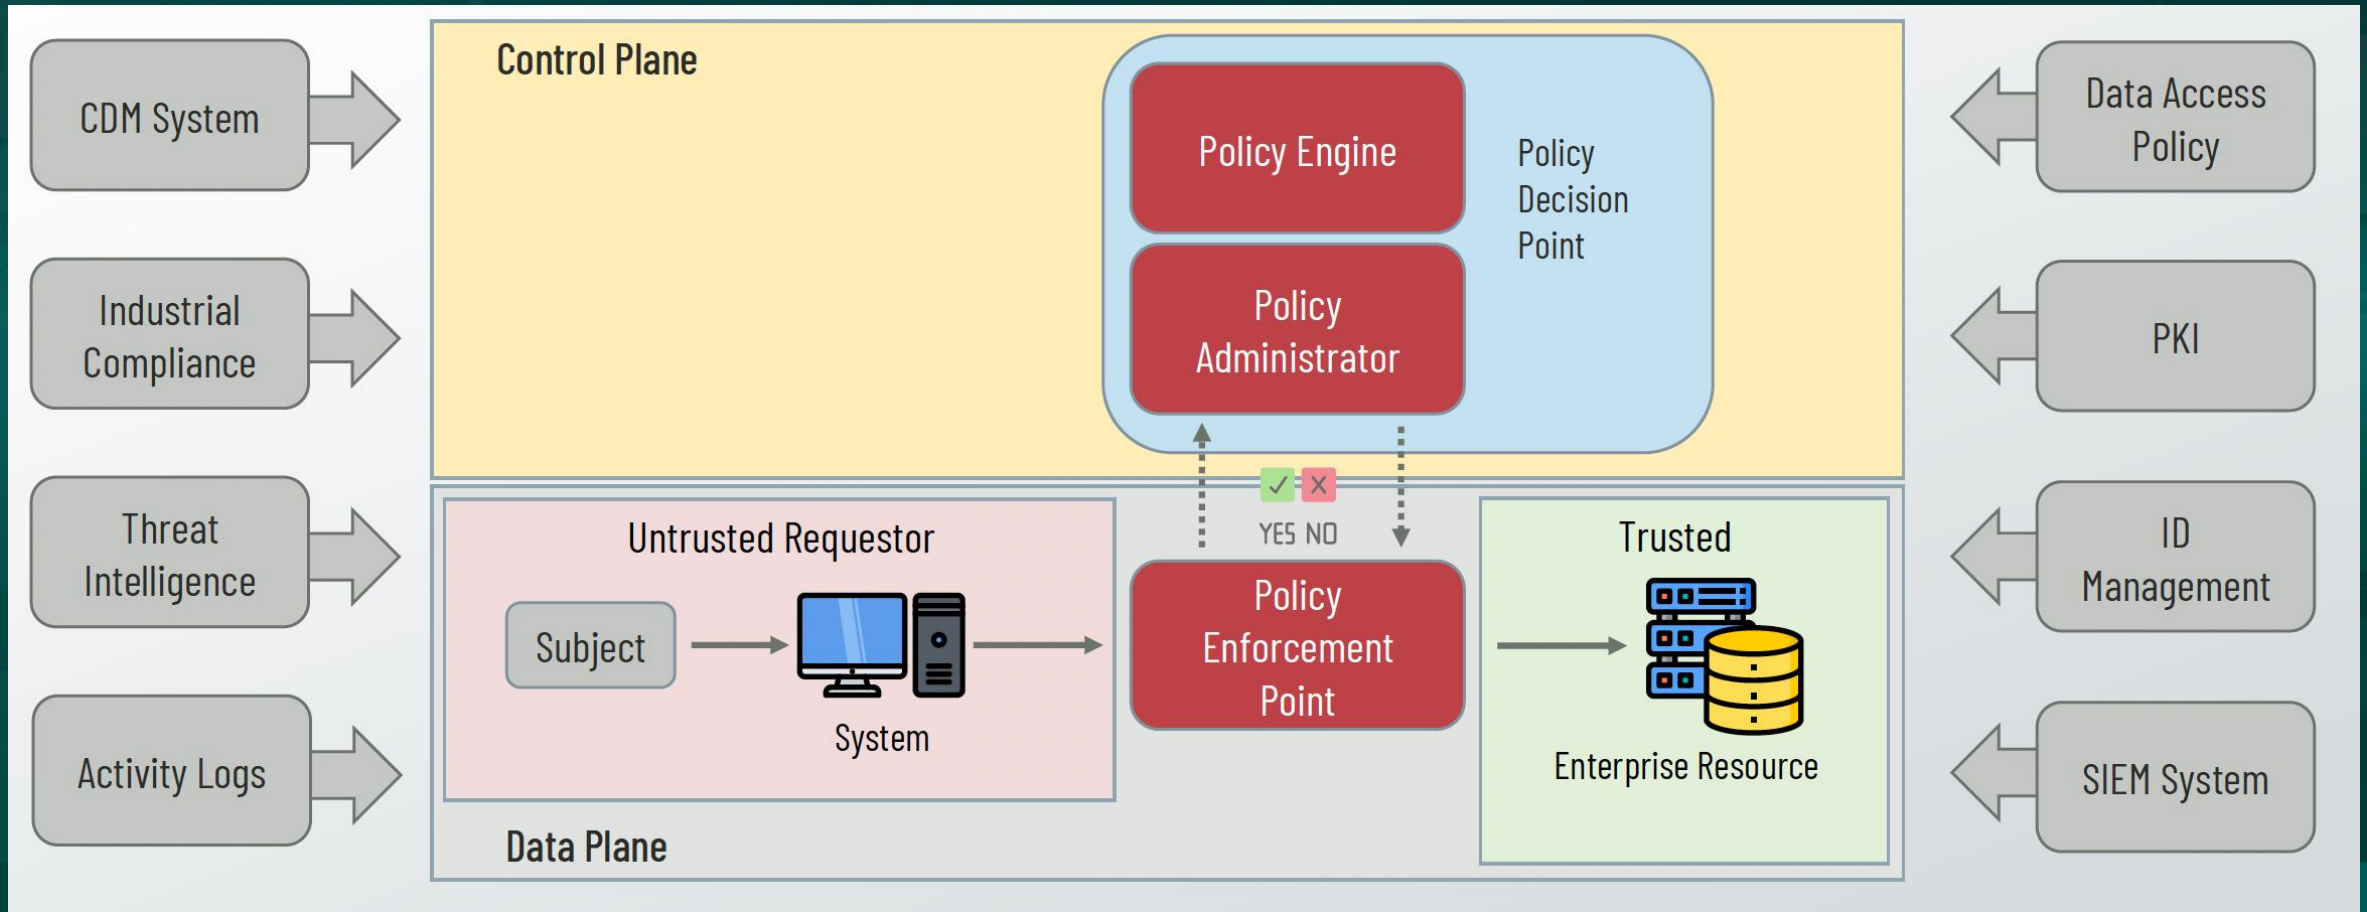 Control Plane
CDM System
Industrial
Compliance
Threat
Intelligence
Activity Logs
Policy Engine
Policy
Administrator
Policy
Decision
Point
YES NO
Untrusted Requestor
Subject
System
Policy
Enforcement
Point
Trusted
Enterprise Resource
Data Plane
Data Access
Policy
PKI
ID
Management
SIEM System